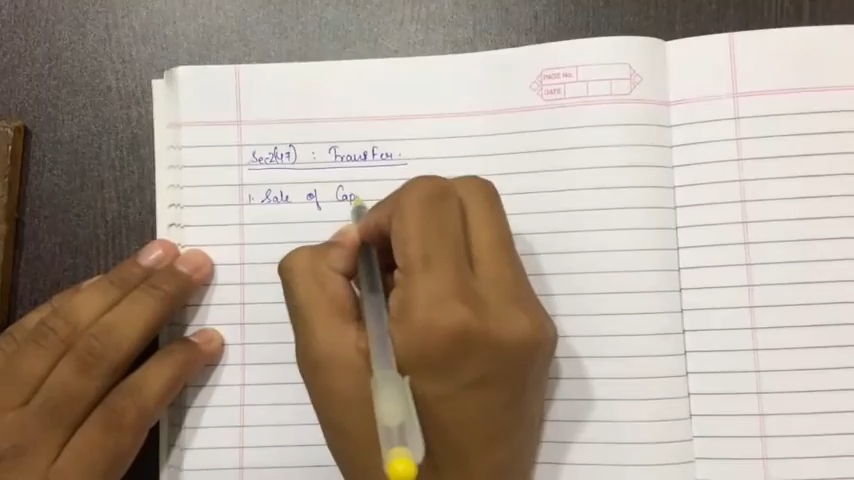 PAGE No.
DATE
Sec2(47) : Transfer.
1. Sale of Cap